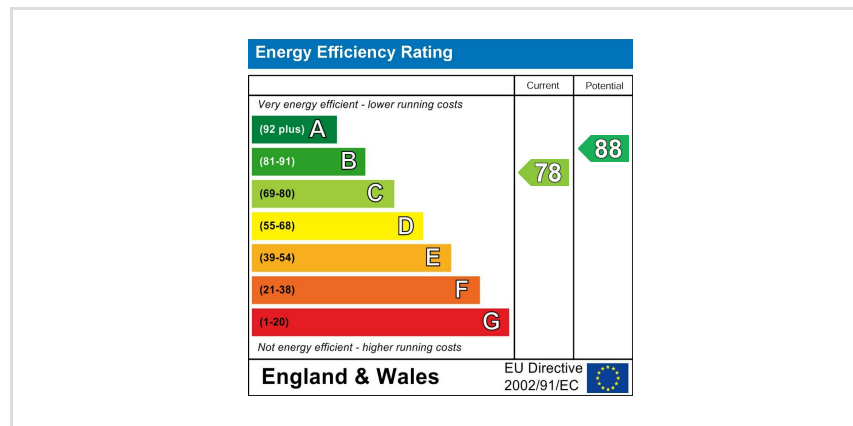 Energy Efficiency Rating
Current Potential
Very energy efficient - lower running costs
(92 plus) A
(81-91) B
(69-80) C
(55-68) D
(39-54) E
(21-38) F
(1-20) G
78
88
Not energy efficient - higher running costs
England & Wales
EU Directive
2002/91/EC